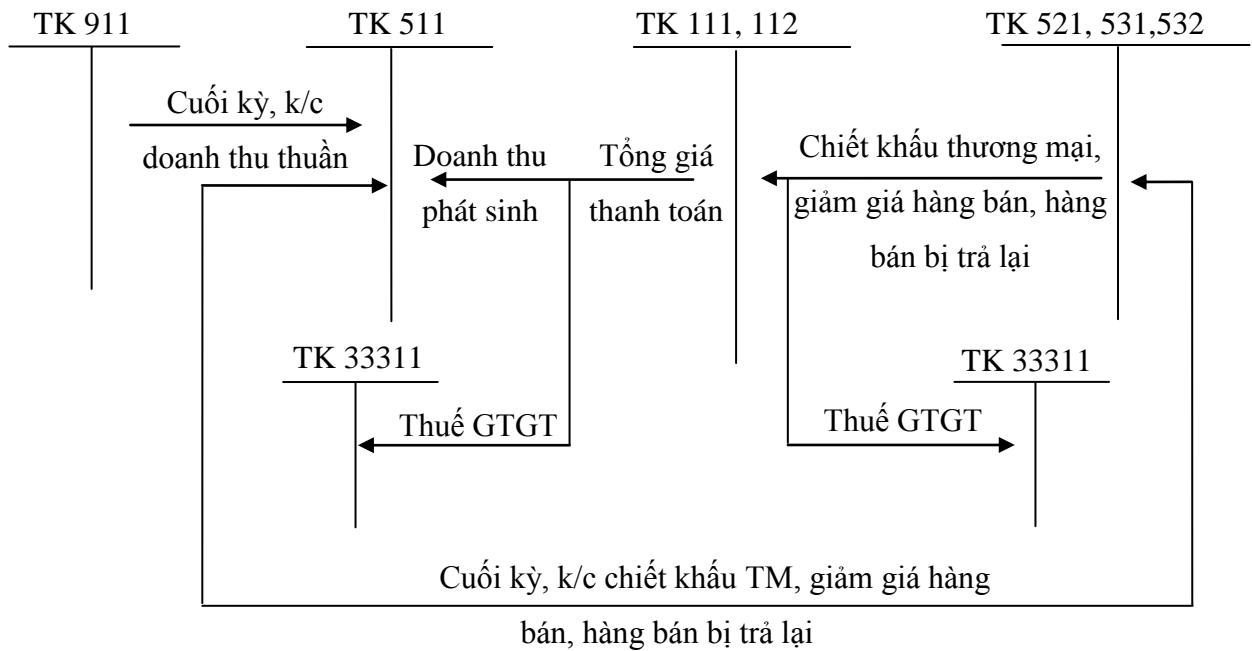 TK 911
TK 511
TK 111, 112
TK 521, 531,532
Cuối kỳ, k/c
doanh thu thuần
Doanh thu
phát sinh
Tổng giá
thanh toán
Chiết khấu thương mại,
giảm giá hàng bán, hàng
bán bị trả lại
TK 33311
TK 33311
Thuế GTGT
Thuế GTGT
Cuối kỳ, k/c chiết khấu TM, giảm giá hàng
bán, hàng bán bị trả lại